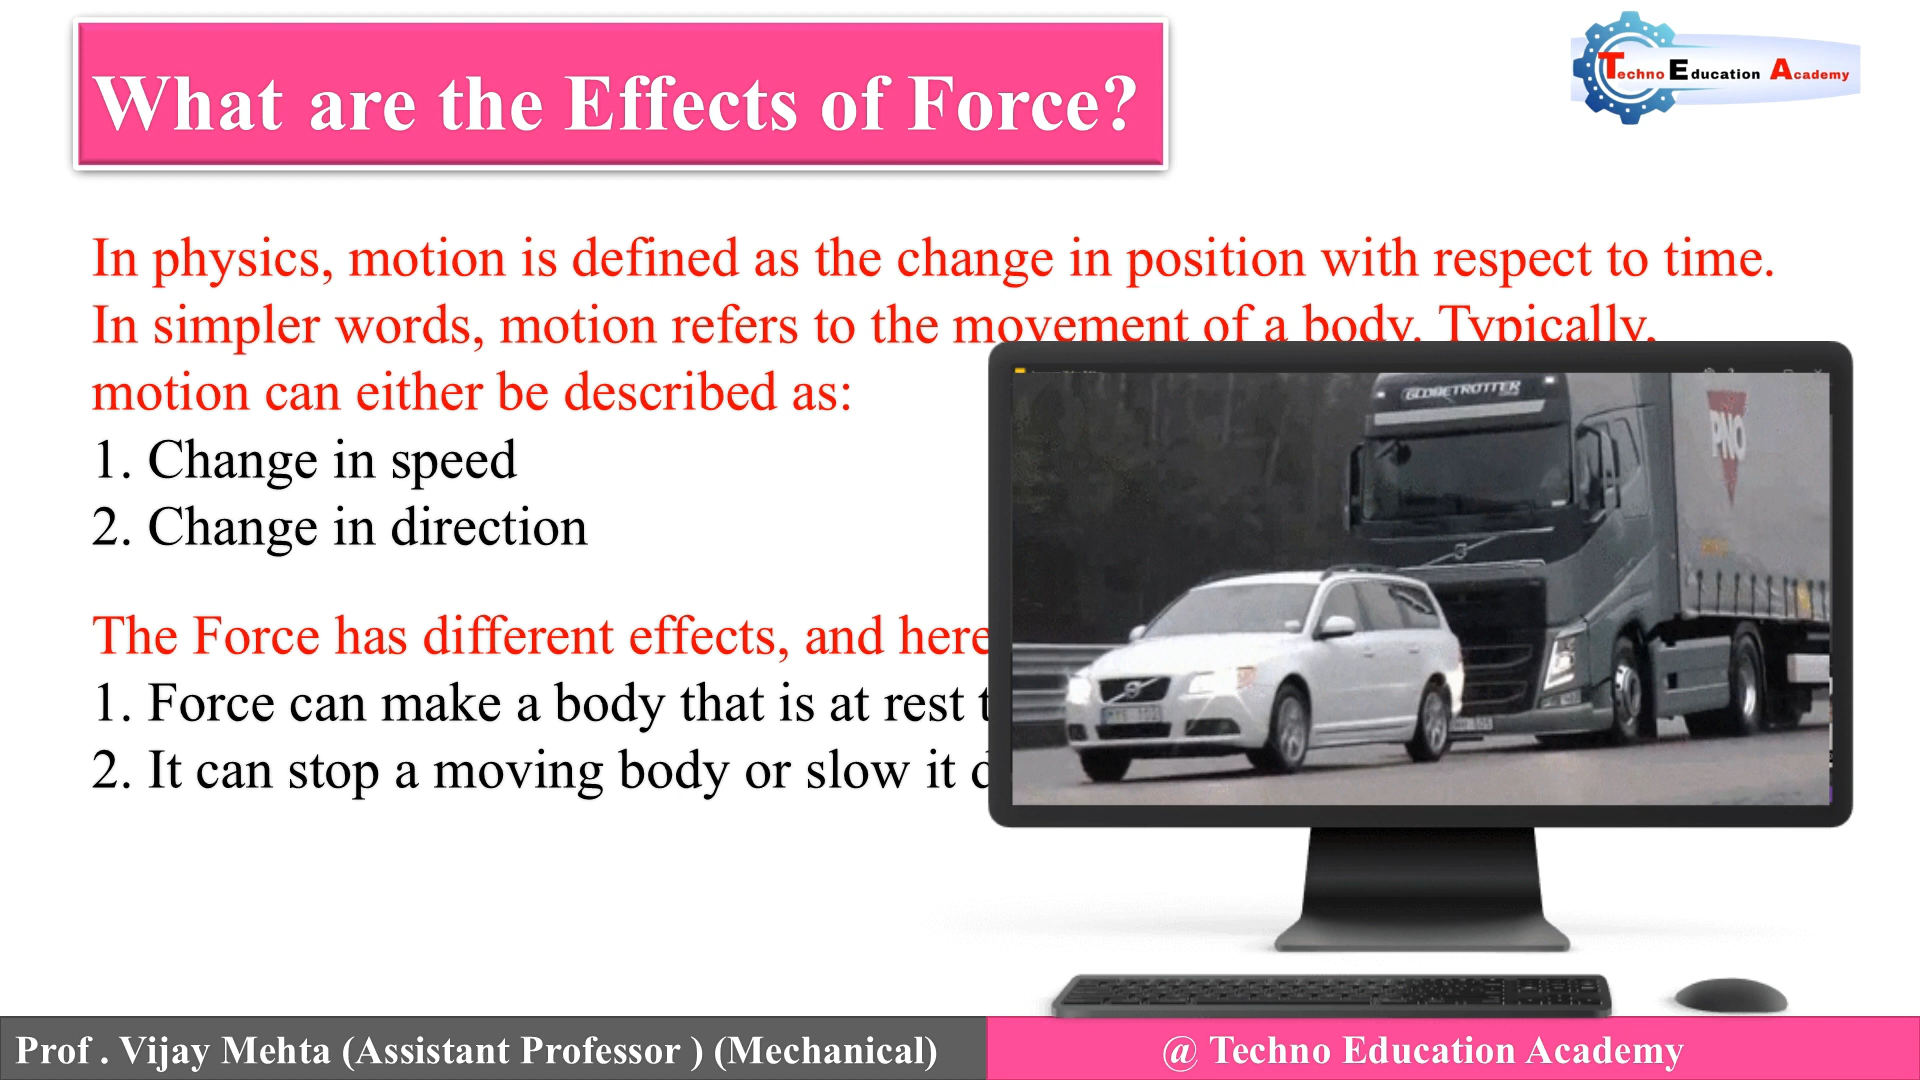 What are the Effects of Force?
Techno Education Academy
In physics, motion is defined as the change in position with respect to time.
In simpler words, motion refers to the movement of a body. Typically,
motion can either be described as:
1. Change in speed
2. Change in direction
The Force has different effects, and here
1. Force can make a body that is at rest
2. It can stop a moving body or slow it
GLOBETROTTER
PNO
Prof . Vijay Mehta (Assistant Professor ) (Mechanical)
@ Techno Education Academy